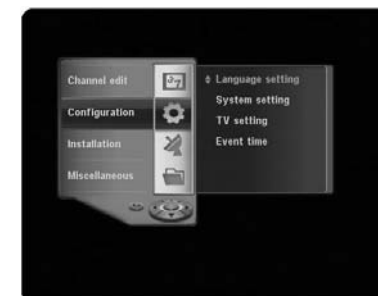 Channel edit
Configuration
Installation
Miscellaneous
Language setting
System setting
TV setting
Event time